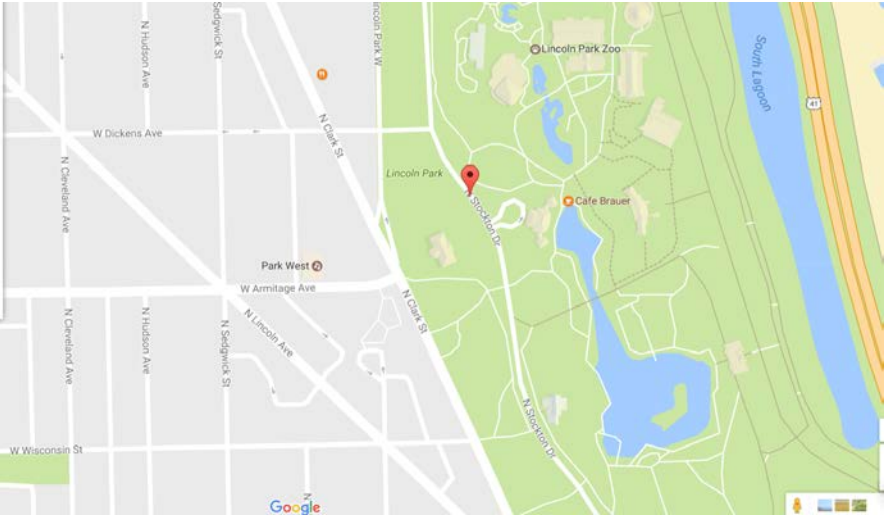 N Hudson Ave
N Sedgwick St
Lincoln Park W
Lincoln Park Zoo
South Lagoon
41
W Dickens Ave
N Clark St
N Cleveland Ave
Lincoln Park
N Stockton Dr
Cafe Brauer
Park West
W Armitage Ave
N Clark St
N Cleveland Ave
N Hudson Ave
N Sedgwick St
N Lincoln Ave
N Stockton Dr
W Wisconsin St
N
Google